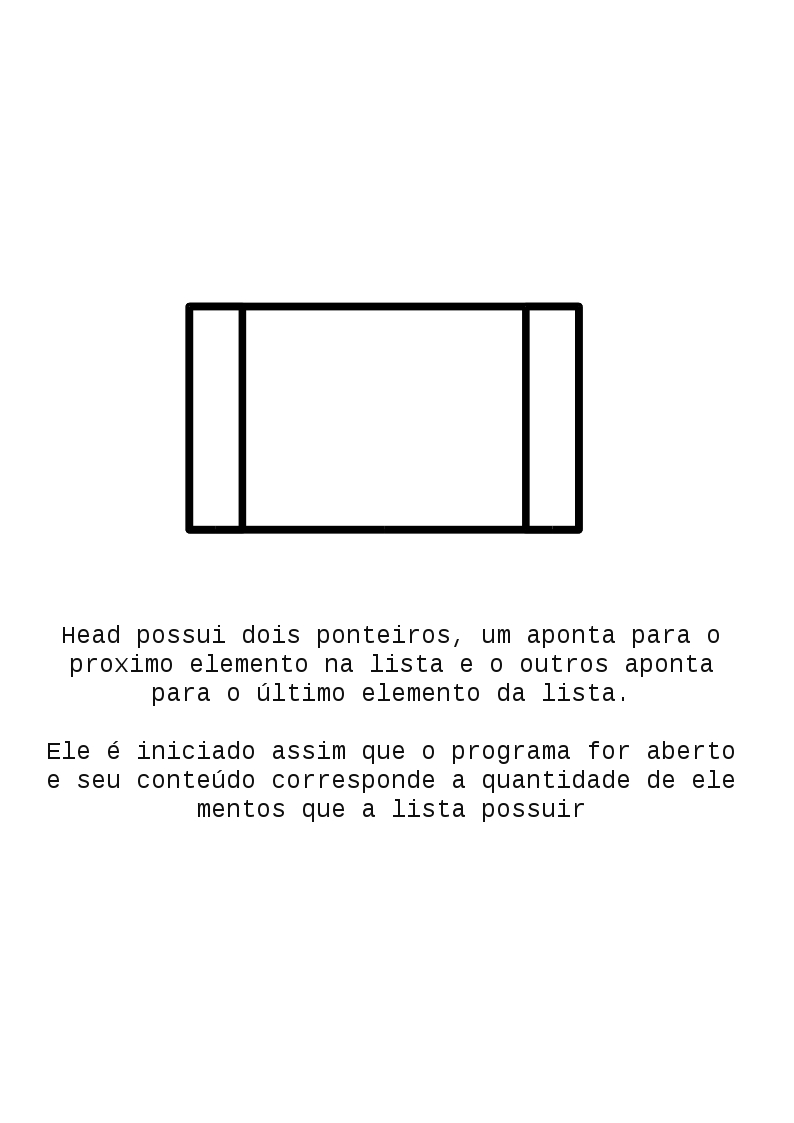 Head possui dois ponteiros, um aponta para o
proximo elemento na lista e o outros aponta
para o último elemento da lista.
Ele é iniciado assim que o programa for aberto
e seu conteúdo corresponde a quantidade de ele
mentos que a lista possuir